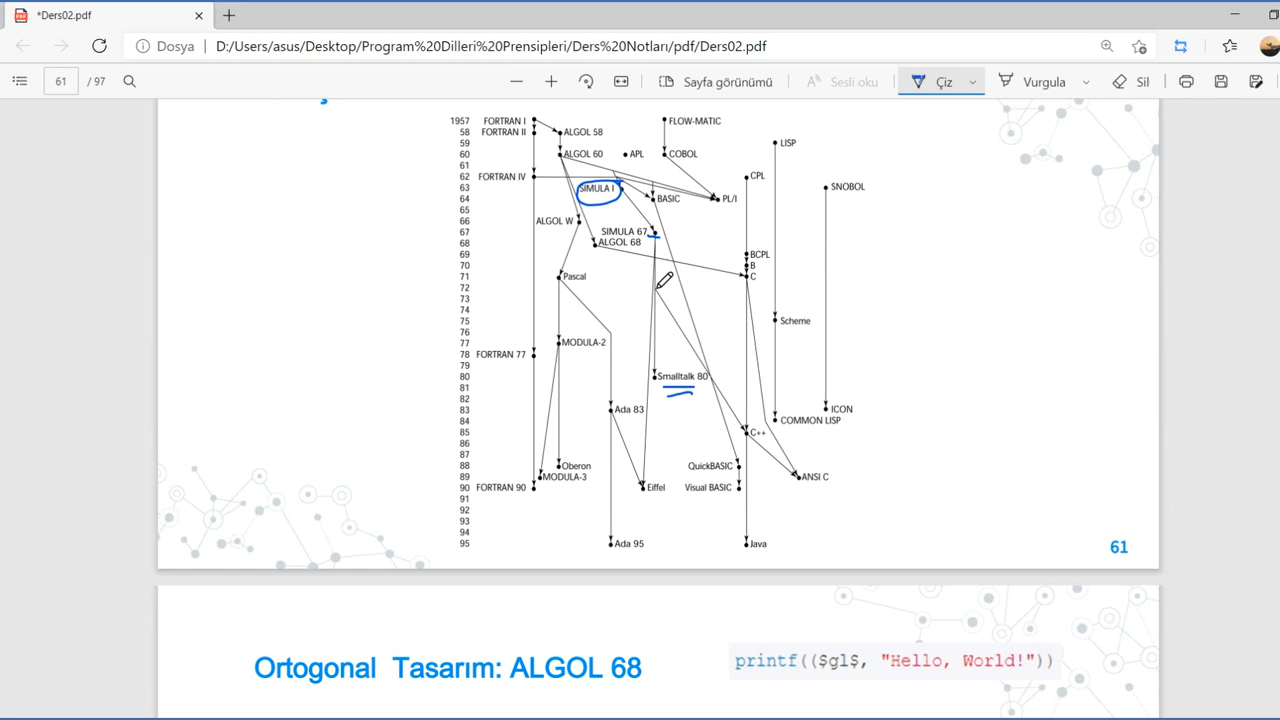 *Ders02.pdf
Dosya D:/Users/asus/Desktop/Program%20Dilleri%20Prensipleri/Ders%20Notları/pdf/Ders02.pdf
61 / 97 Sayfa görünümü Sesli oku Çiz Vurgula Sil
1957 FORTRAN I FLOW-MATIC
58 FORTRAN II ALGOL 58
59 LISP
60 ALGOL 60 APL COBOL
61
62 FORTRAN IV CPL
63 SIMULA I SNOBOL
64 BASIC PL/I
65
66 ALGOL W
67 SIMULA 67
68 ALGOL 68
69 BCPL
70 B
71 Pascal C
72
73
74
75 Scheme
76
77 MODULA-2
78 FORTRAN 77
79
80 Smalltalk 80
81
82
83 Ada 83 ICON
84 COMMON LISP
85 C++
86
87
88 Oberon QuickBASIC
89 MODULA-3 ANSI C
90 FORTRAN 90 Eiffel Visual BASIC
91
92
93
94
95 Ada 95 Java
61
Ortogonal Tasarım: ALGOL 68
printf(($gl$, "Hello, World!"))